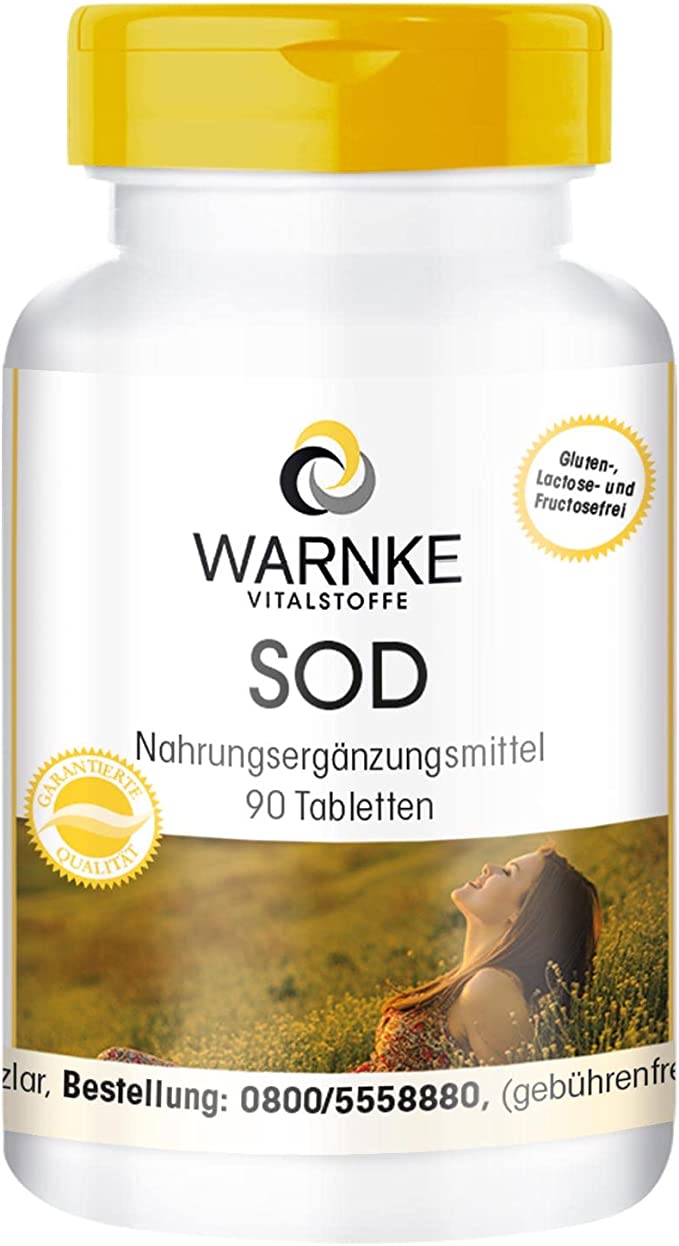 WARNKE
VITALSTOFFE
Gluten-,
Lactose- und
Fructosefrei
SOD
Nahrungsergänzungsmittel
90 Tabletten
GARANTIERTE
QUALITÄT
zlar, Bestellung: 0800/5558880, (gebührenfre